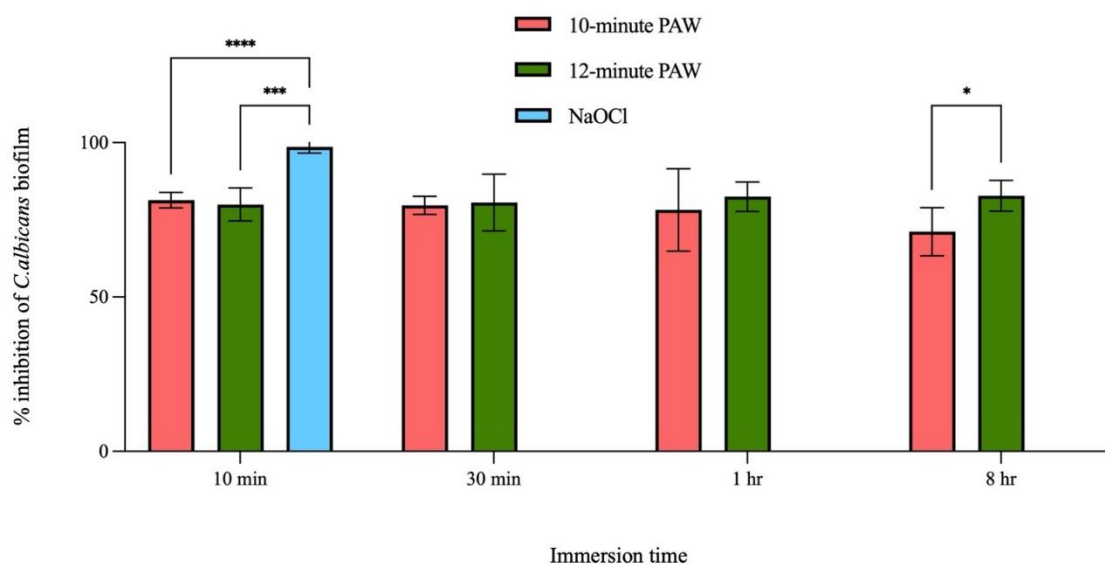 10-minute PAW
12-minute PAW
NaOCl
****
***
*
% inhibition of C.albicans biofilm
100
50
0
10 min
30 min
1 hr
8 hr
Immersion time